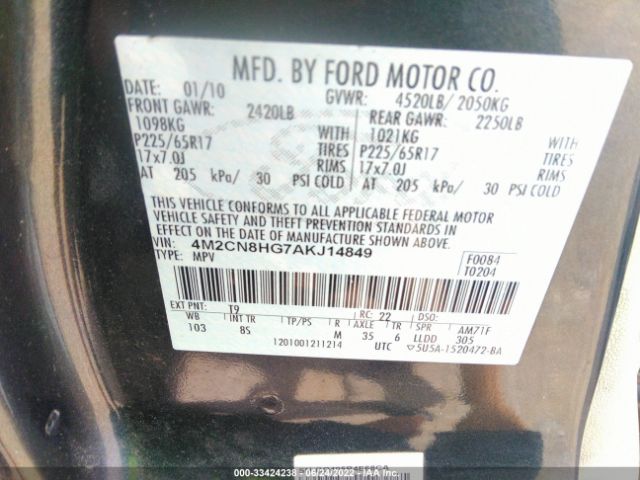 MFD. BY FORD MOTOR CO.
DATE: 01/10 GVWR: 4520LB/ 2050KG
FRONT GAWR: 2420LB REAR GAWR: 2250LB
1098KG 1021KG
P225/65R17 TIRES P225/65R17 TIRES
17x7.0J RIMS 17x7.0J RIMS
AT 205 kPa/ 30 PSI COLD AT 205 kPa/ 30 PSI COLD
THIS VEHICLE CONFORMS TO ALL APPLICABLE FEDERAL MOTOR
VEHICLE SAFETY AND THEFT PREVENTION STANDARDS IN
EFFECT ON THE DATE OF MANUFACTURE SHOWN ABOVE.
VIN: 4M2CN8HG7AKJ14849
TYPE: MPV
F0084
T0204
EXT PNT: T9 RC: 22 DSO:
WB INT TR TP/PS R AXLE TR SPR AM71F
103 8S M 35 6 LLDD 305
1201001211214 UTC ▽5U5A-1520472-BA
000-33424238 - 06/24/2022 - IAA Inc.